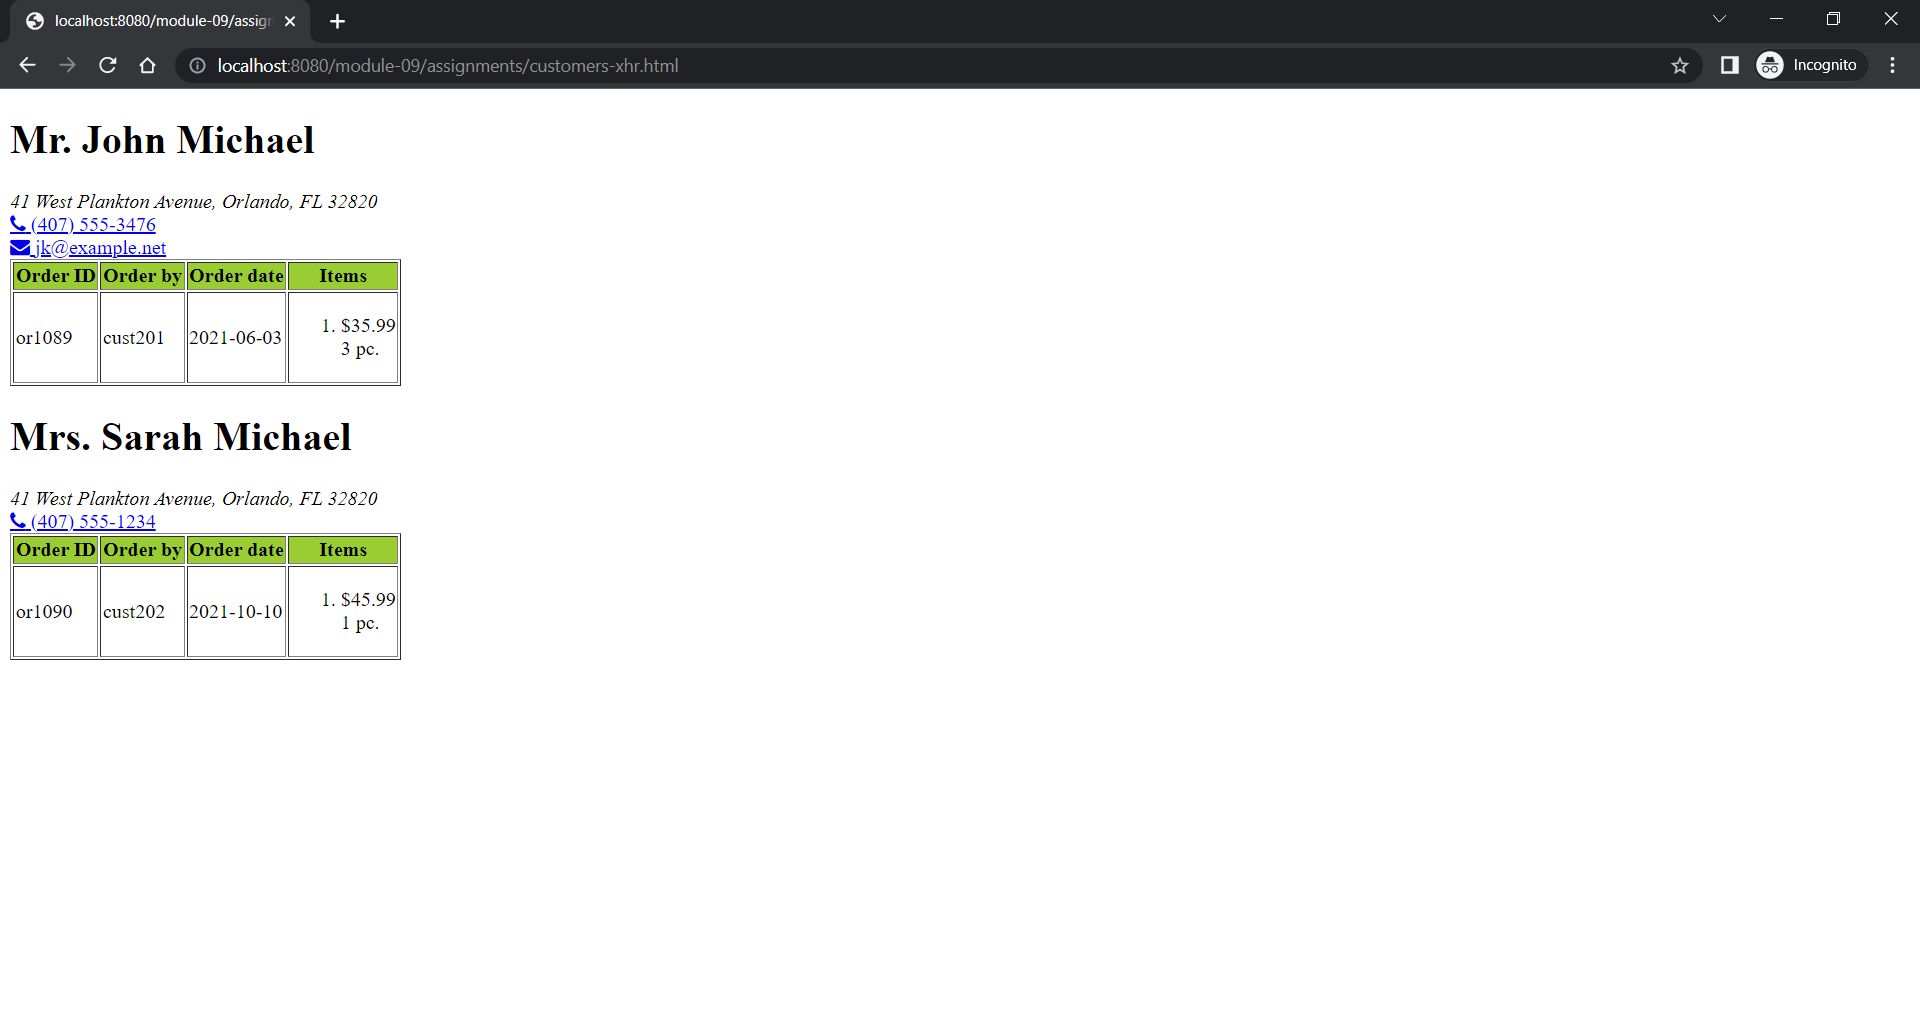 localhost:8080/module-09/assign
localhost:8080/module-09/assignments/customers-xhr.html
Incognito
Mr. John Michael
41 West Plankton Avenue, Orlando, FL 32820
(407) 555-3476
jk@example.net
Order ID Order by Order date Items
or1089 cust201 2021-06-03 1. $35.99
3 pc.
Mrs. Sarah Michael
41 West Plankton Avenue, Orlando, FL 32820
(407) 555-1234
Order ID Order by Order date Items
or1090 cust202 2021-10-10 1. $45.99
1 pc.